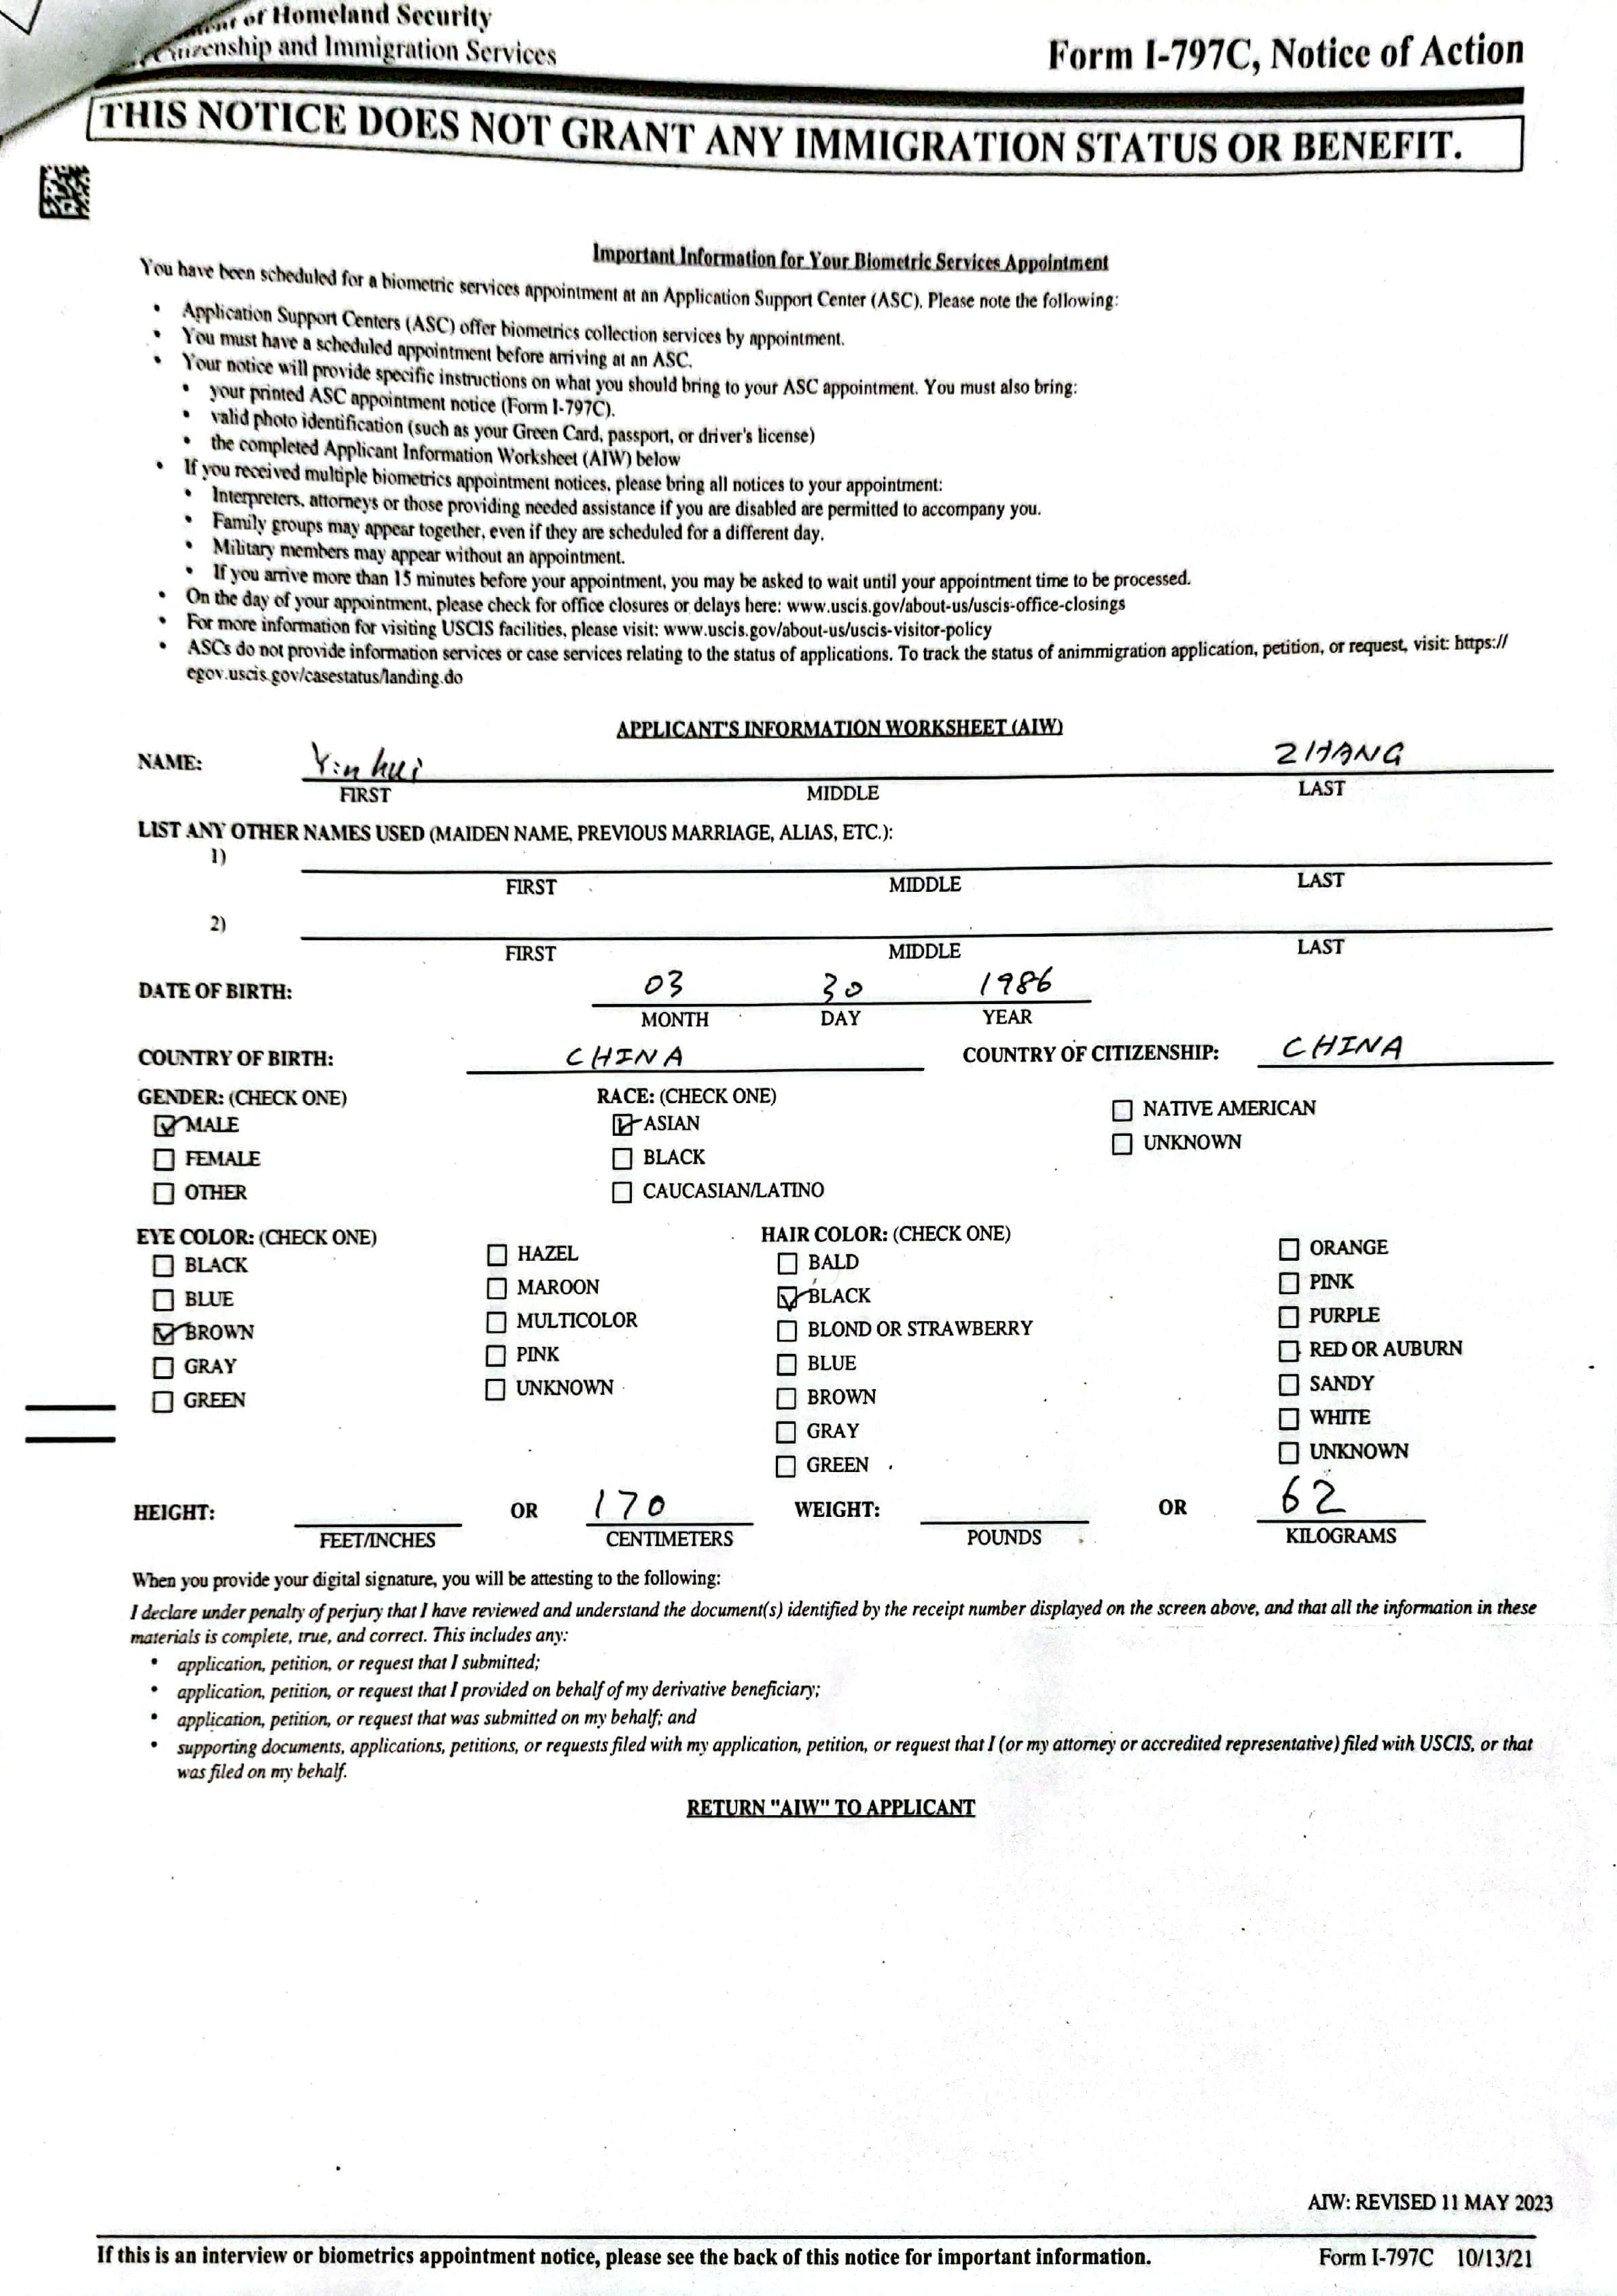 of Homeland Security
Citizenship and Immigration Services
Form I-797C, Notice of Action
THIS NOTICE DOES NOT GRANT ANY IMMIGRATION STATUS OR BENEFIT.
Important Information for Your Biometric Services Appointment
You have been scheduled for a biometric services appointment at an Application Support Center (ASC). Please note the following:
• Application Support Centers (ASC) offer biometrics collection services by appointment.
• You must have a scheduled appointment before arriving at an ASC.
• Your notice will provide specific instructions on what you should bring to your ASC appointment. You must also bring:
• your printed ASC appointment notice (Form I-797C).
• valid photo identification (such as your Green Card, passport, or driver's license)
• the completed Applicant Information Worksheet (AIW) below
• If you received multiple biometrics appointment notices, please bring all notices to your appointment:
• Interpreters, attorneys or those providing needed assistance if you are disabled are permitted to accompany you.
• Family groups may appear together, even if they are scheduled for a different day.
• Military members may appear without an appointment.
• If you arrive more than 15 minutes before your appointment, you may be asked to wait until your appointment time to be processed.
• On the day of your appointment, please check for office closures or delays here: www.uscis.gov/about-us/uscis-office-closings
• For more information for visiting USCIS facilities, please visit: www.uscis.gov/about-us/uscis-visitor-policy
• ASCs do not provide information services or case services relating to the status of applications. To track the status of animmigration application, petition, or request, visit: https://
egov.uscis.gov/casestatus/landing.do
APPLICANT'S INFORMATION WORKSHEET (AIW)
NAME: Yinhui ZHANG
FIRST MIDDLE LAST
LIST ANY OTHER NAMES USED (MAIDEN NAME, PREVIOUS MARRIAGE, ALIAS, ETC.):
1)
FIRST MIDDLE LAST
2)
FIRST MIDDLE LAST
DATE OF BIRTH: 03 30 1986
MONTH DAY YEAR
COUNTRY OF BIRTH: CHINA COUNTRY OF CITIZENSHIP: CHINA
GENDER: (CHECK ONE) RACE: (CHECK ONE)
MALE ASIAN NATIVE AMERICAN
FEMALE BLACK UNKNOWN
OTHER CAUCASIAN/LATINO
EYE COLOR: (CHECK ONE) HAIR COLOR: (CHECK ONE)
BLACK HAZEL BALD ORANGE
BLUE MAROON BLACK PINK
BROWN MULTICOLOR BLOND OR STRAWBERRY PURPLE
GRAY PINK BLUE RED OR AUBURN
GREEN UNKNOWN BROWN SANDY
GRAY WHITE
GREEN UNKNOWN
HEIGHT: OR 170 WEIGHT: OR 62
FEET/INCHES CENTIMETERS POUNDS KILOGRAMS
When you provide your digital signature, you will be attesting to the following:
I declare under penalty of perjury that I have reviewed and understand the document(s) identified by the receipt number displayed on the screen above, and that all the information in these
materials is complete, true, and correct. This includes any:
• application, petition, or request that I submitted;
• application, petition, or request that I provided on behalf of my derivative beneficiary;
• application, petition, or request that was submitted on my behalf; and
• supporting documents, applications, petitions, or requests filed with my application, petition, or request that I (or my attorney or accredited representative) filed with USCIS, or that
was filed on my behalf.
RETURN "AIW" TO APPLICANT
AIW: REVISED 11 MAY 2023
If this is an interview or biometrics appointment notice, please see the back of this notice for important information.
Form I-797C 10/13/21